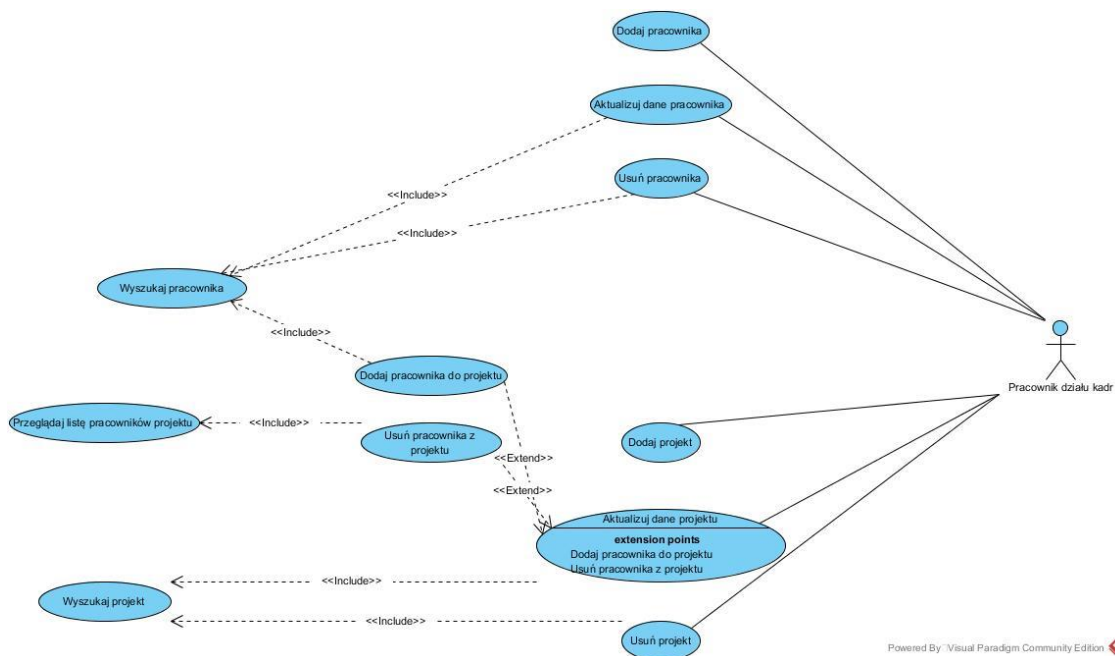 Dodaj pracownika
Aktualizuj dane pracownika
Usuń pracownika
<<Include>>
<<Include>>
Wyszukaj pracownika
<<Include>>
Dodaj pracownika do projektu
Pracownik działu kadr
Przeglądaj listę pracowników projektu
<<Include>>
Usuń pracownika z
projektu
Dodaj projekt
<<Extend>>
<<Extend>>
Aktualizuj dane projektu
extension points
Dodaj pracownika do projektu
Usuń pracownika z projektu
<<Include>>
Wyszukaj projekt
<<Include>>
Usuń projekt
Powered By Visual Paradigm Community Edition